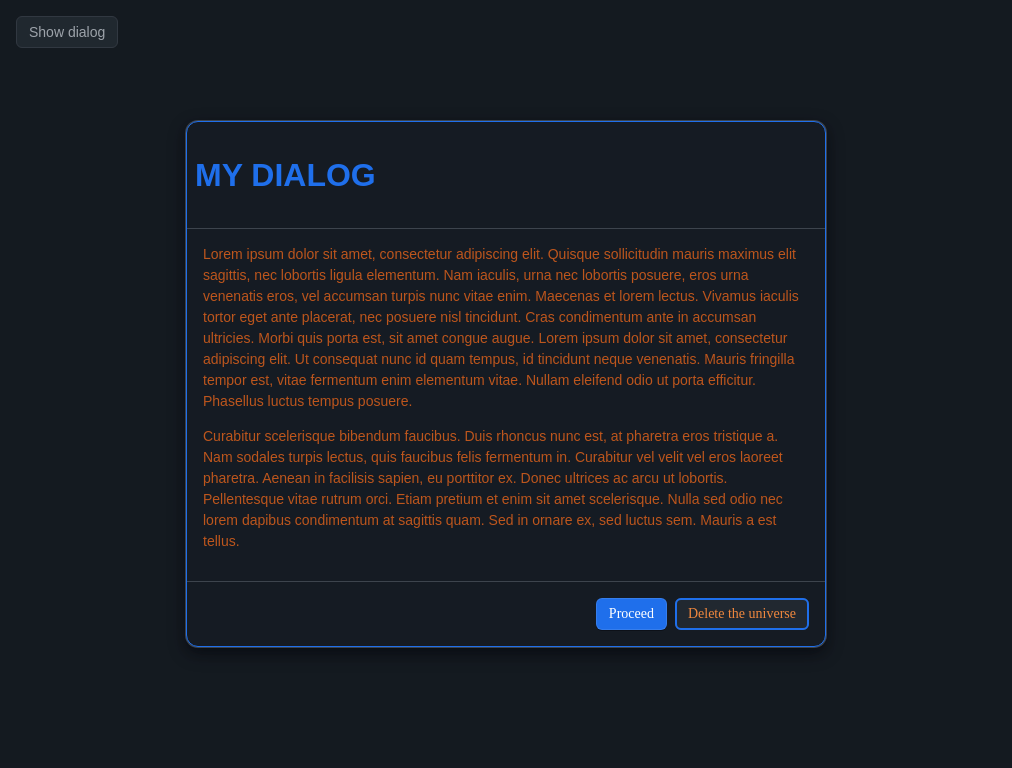 Show dialog
MY DIALOG
Lorem ipsum dolor sit amet, consectetur adipiscing elit. Quisque sollicitudin mauris maximus elit
sagittis, nec lobortis ligula elementum. Nam iaculis, urna nec lobortis posuere, eros urna
venenatis eros, vel accumsan turpis nunc vitae enim. Maecenas et lorem lectus. Vivamus iaculis
tortor eget ante placerat, nec posuere nisl tincidunt. Cras condimentum ante in accumsan
ultricies. Morbi quis porta est, sit amet congue augue. Lorem ipsum dolor sit amet, consectetur
adipiscing elit. Ut consequat nunc id quam tempus, id tincidunt neque venenatis. Mauris fringilla
tempor est, vitae fermentum enim elementum vitae. Nullam eleifend odio ut porta efficitur.
Phasellus luctus tempus posuere.
Curabitur scelerisque bibendum faucibus. Duis rhoncus nunc est, at pharetra eros tristique a.
Nam sodales turpis lectus, quis faucibus felis fermentum in. Curabitur vel velit vel eros laoreet
pharetra. Aenean in facilisis sapien, eu porttitor ex. Donec ultrices ac arcu ut lobortis.
Pellentesque vitae rutrum orci. Etiam pretium et enim sit amet scelerisque. Nulla sed odio nec
lorem dapibus condimentum at sagittis quam. Sed in ornare ex, sed luctus sem. Mauris a est
tellus.
Proceed
Delete the universe